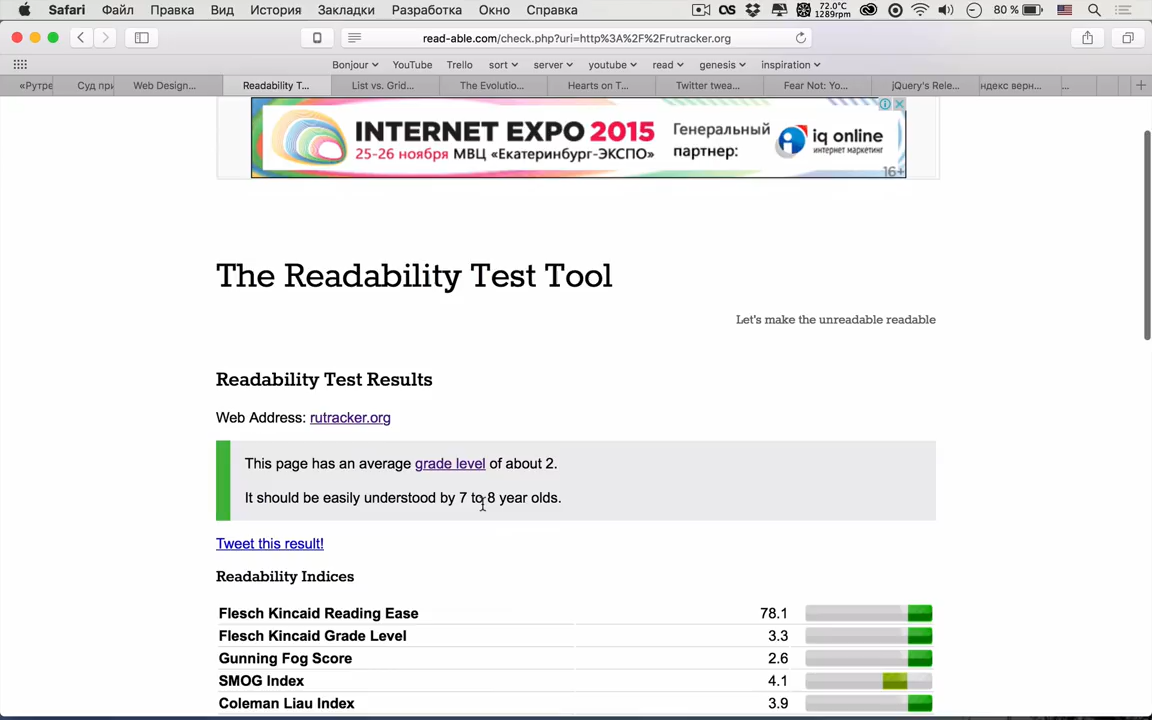 Safari Файл Правка Вид История Закладки Разработка Окно Справка 72.0°C 1289rpm 80 %
read-able.com/check.php?uri=http%3A%2F%2Frutracker.org
Bonjour YouTube Trello sort server youtube read genesis inspiration
«Рутре Суд при Web Design... Readability T... List vs. Grid... The Evolutio... Hearts on T... Twitter twea... Fear Not: Yo... jQuery's Rele... ндекс верн... ...
INTERNET EXPO 2015
25-26 ноября МВЦ «Екатеринбург-ЭКСПО»
Генеральный
партнер:
iq online
интернет маркетинг
16+
The Readability Test Tool
Let's make the unreadable readable
Readability Test Results
Web Address: rutracker.org
This page has an average grade level of about 2.
It should be easily understood by 7 to 8 year olds.
Tweet this result!
Readability Indices
Flesch Kincaid Reading Ease 78.1
Flesch Kincaid Grade Level 3.3
Gunning Fog Score 2.6
SMOG Index 4.1
Coleman Liau Index 3.9